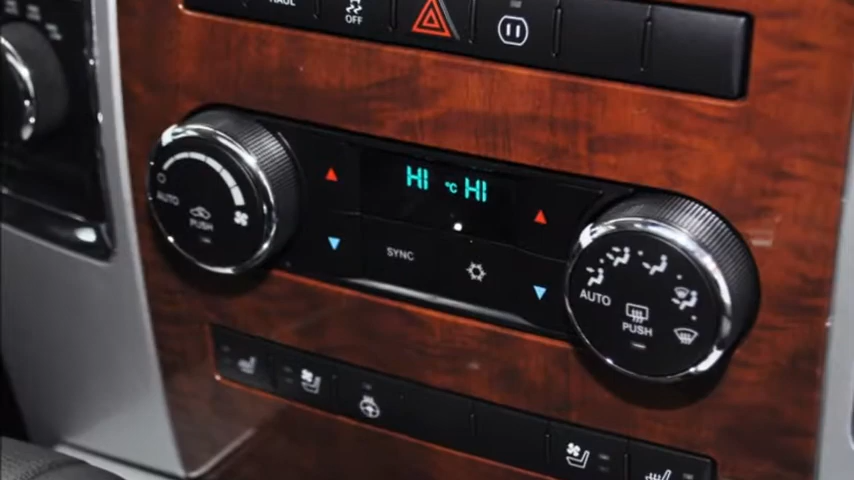 HAUL
OFF
HI °C HI
AUTO
PUSH
SYNC
AUTO
PUSH